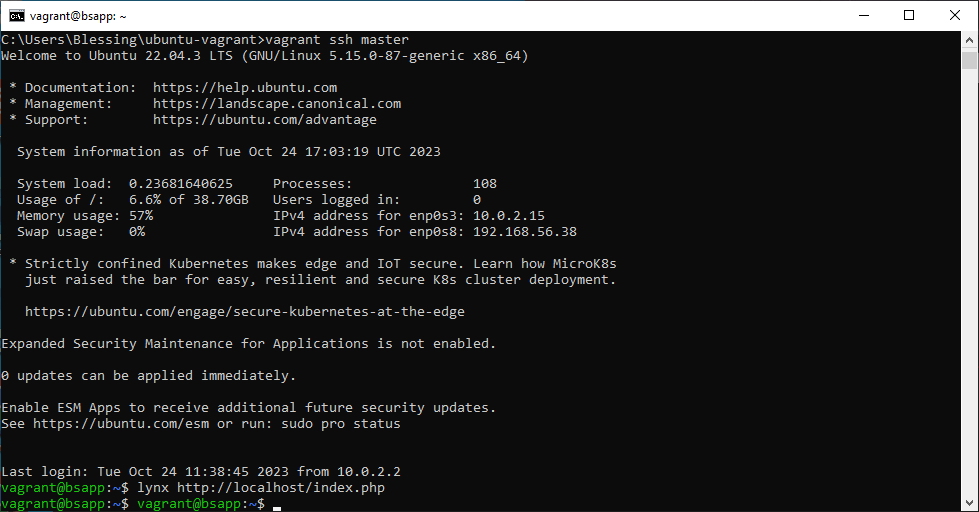 vagrant@bsapp: ~
C:\Users\Blessing\ubuntu-vagrant>vagrant ssh master
Welcome to Ubuntu 22.04.3 LTS (GNU/Linux 5.15.0-87-generic x86_64)
* Documentation:  https://help.ubuntu.com
* Management:     https://landscape.canonical.com
* Support:        https://ubuntu.com/advantage
System information as of Tue Oct 24 17:03:19 UTC 2023
System load:  0.23681640625     Processes:               108
Usage of /:   6.6% of 38.70GB   Users logged in:         0
Memory usage: 57%               IPv4 address for enp0s3: 10.0.2.15
Swap usage:   0%                IPv4 address for enp0s8: 192.168.56.38
* Strictly confined Kubernetes makes edge and IoT secure. Learn how MicroK8s
just raised the bar for easy, resilient and secure K8s cluster deployment.
https://ubuntu.com/engage/secure-kubernetes-at-the-edge
Expanded Security Maintenance for Applications is not enabled.
0 updates can be applied immediately.
Enable ESM Apps to receive additional future security updates.
See https://ubuntu.com/esm or run: sudo pro status
Last login: Tue Oct 24 11:38:45 2023 from 10.0.2.2
vagrant@bsapp:~$ lynx http://localhost/index.php
vagrant@bsapp:~$ vagrant@bsapp:~$